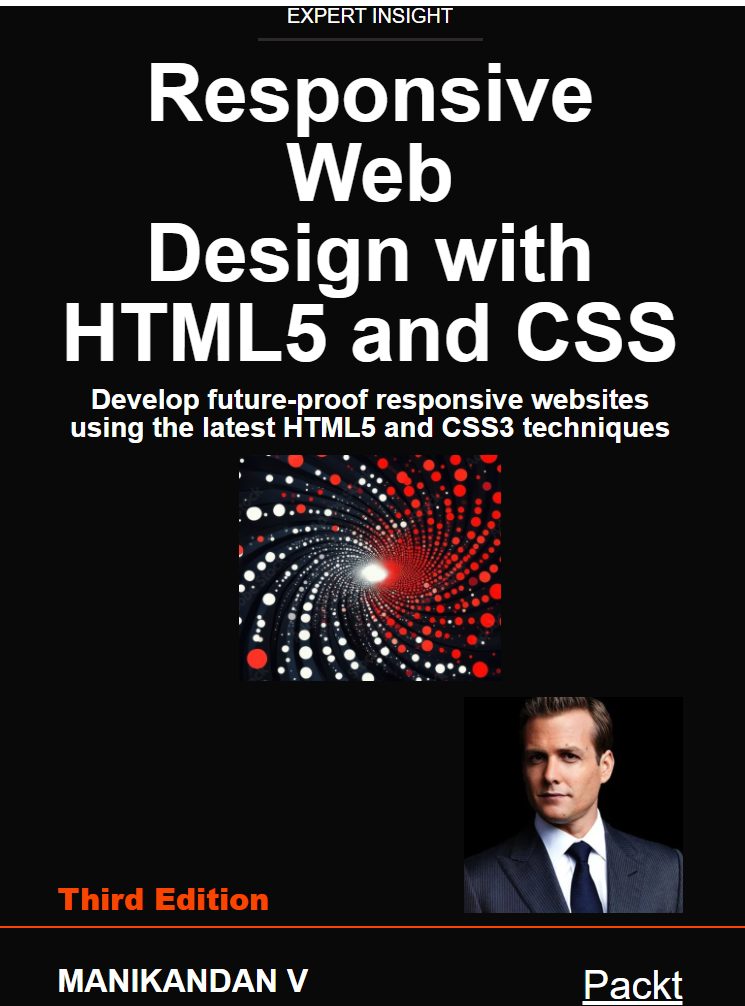 EXPERT INSIGHT
Responsive
Web
Design with
HTML5 and CSS
Develop future-proof responsive websites
using the latest HTML5 and CSS3 techniques
Third Edition
MANIKANDAN V
Packt